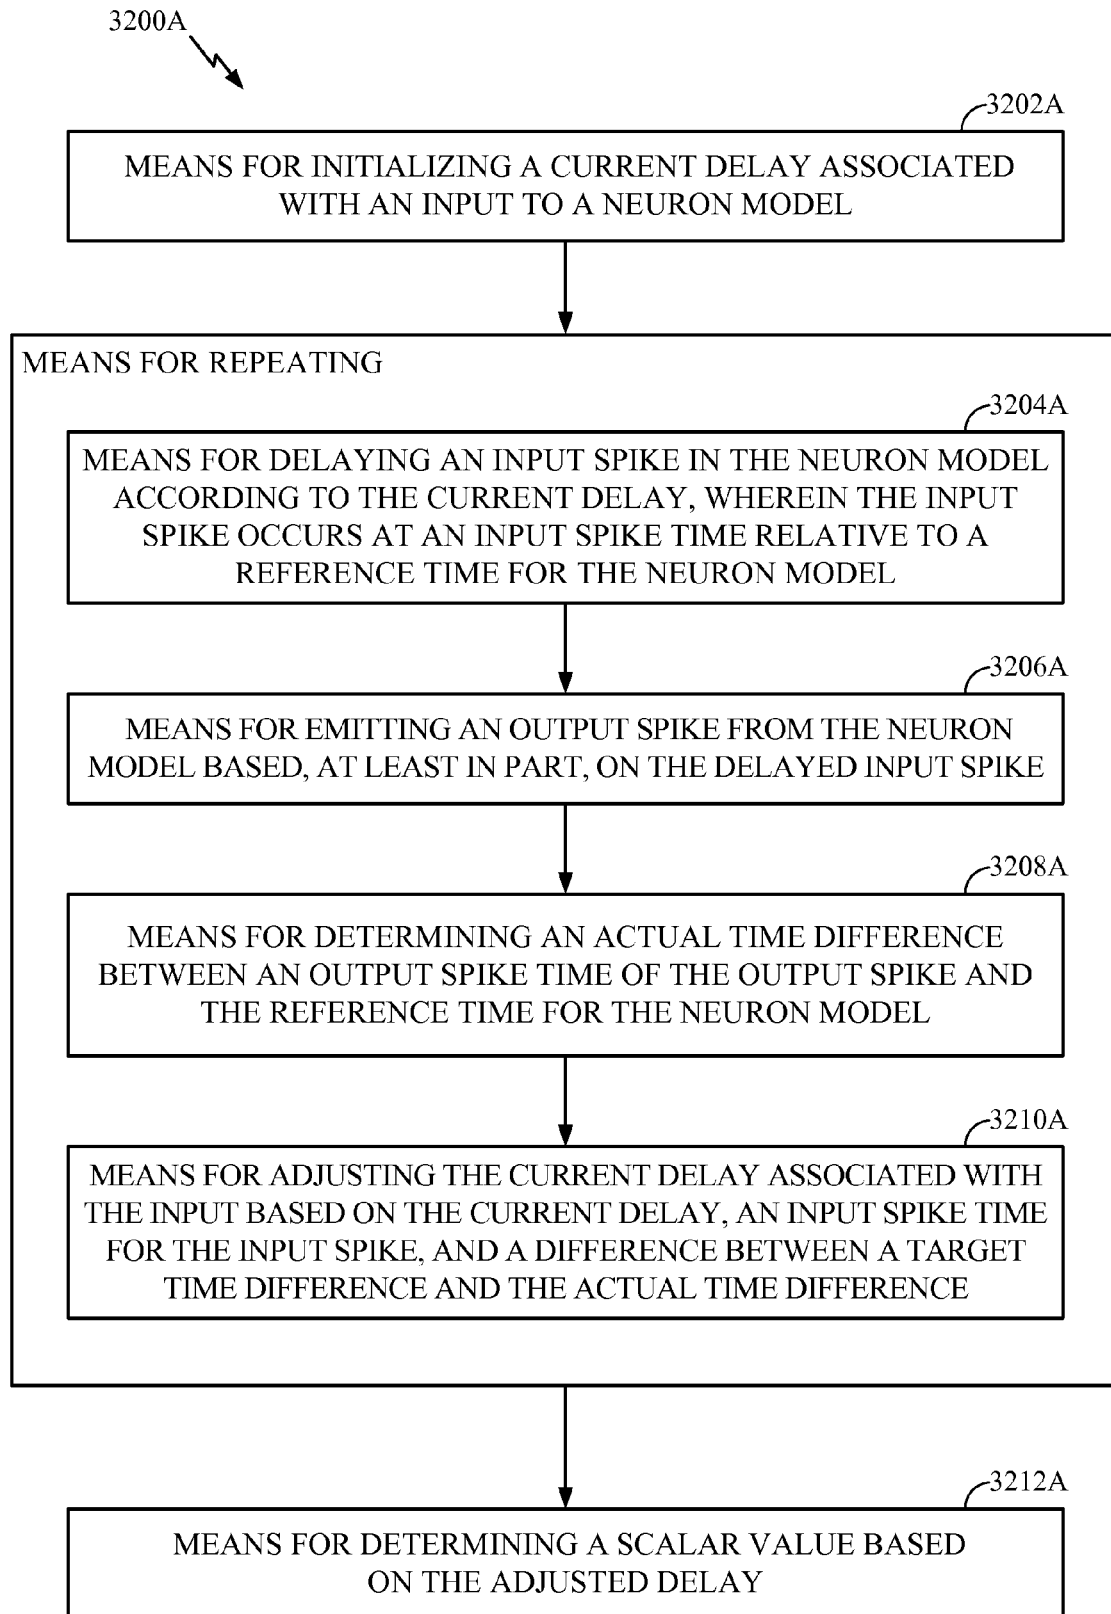 3200A
3202A
MEANS FOR INITIALIZING A CURRENT DELAY ASSOCIATED
WITH AN INPUT TO A NEURON MODEL
MEANS FOR REPEATING
3204A
MEANS FOR DELAYING AN INPUT SPIKE IN THE NEURON MODEL
ACCORDING TO THE CURRENT DELAY, WHEREIN THE INPUT
SPIKE OCCURS AT AN INPUT SPIKE TIME RELATIVE TO A
REFERENCE TIME FOR THE NEURON MODEL
3206A
MEANS FOR EMITTING AN OUTPUT SPIKE FROM THE NEURON
MODEL BASED, AT LEAST IN PART, ON THE DELAYED INPUT SPIKE
3208A
MEANS FOR DETERMINING AN ACTUAL TIME DIFFERENCE
BETWEEN AN OUTPUT SPIKE TIME OF THE OUTPUT SPIKE AND
THE REFERENCE TIME FOR THE NEURON MODEL
3210A
MEANS FOR ADJUSTING THE CURRENT DELAY ASSOCIATED WITH
THE INPUT BASED ON THE CURRENT DELAY, AN INPUT SPIKE TIME
FOR THE INPUT SPIKE, AND A DIFFERENCE BETWEEN A TARGET
TIME DIFFERENCE AND THE ACTUAL TIME DIFFERENCE
3212A
MEANS FOR DETERMINING A SCALAR VALUE BASED
ON THE ADJUSTED DELAY